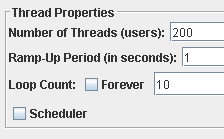 Thread Properties
Number of Threads (users): 200
Ramp-Up Period (in seconds): 1
Loop Count: Forever 10
Scheduler